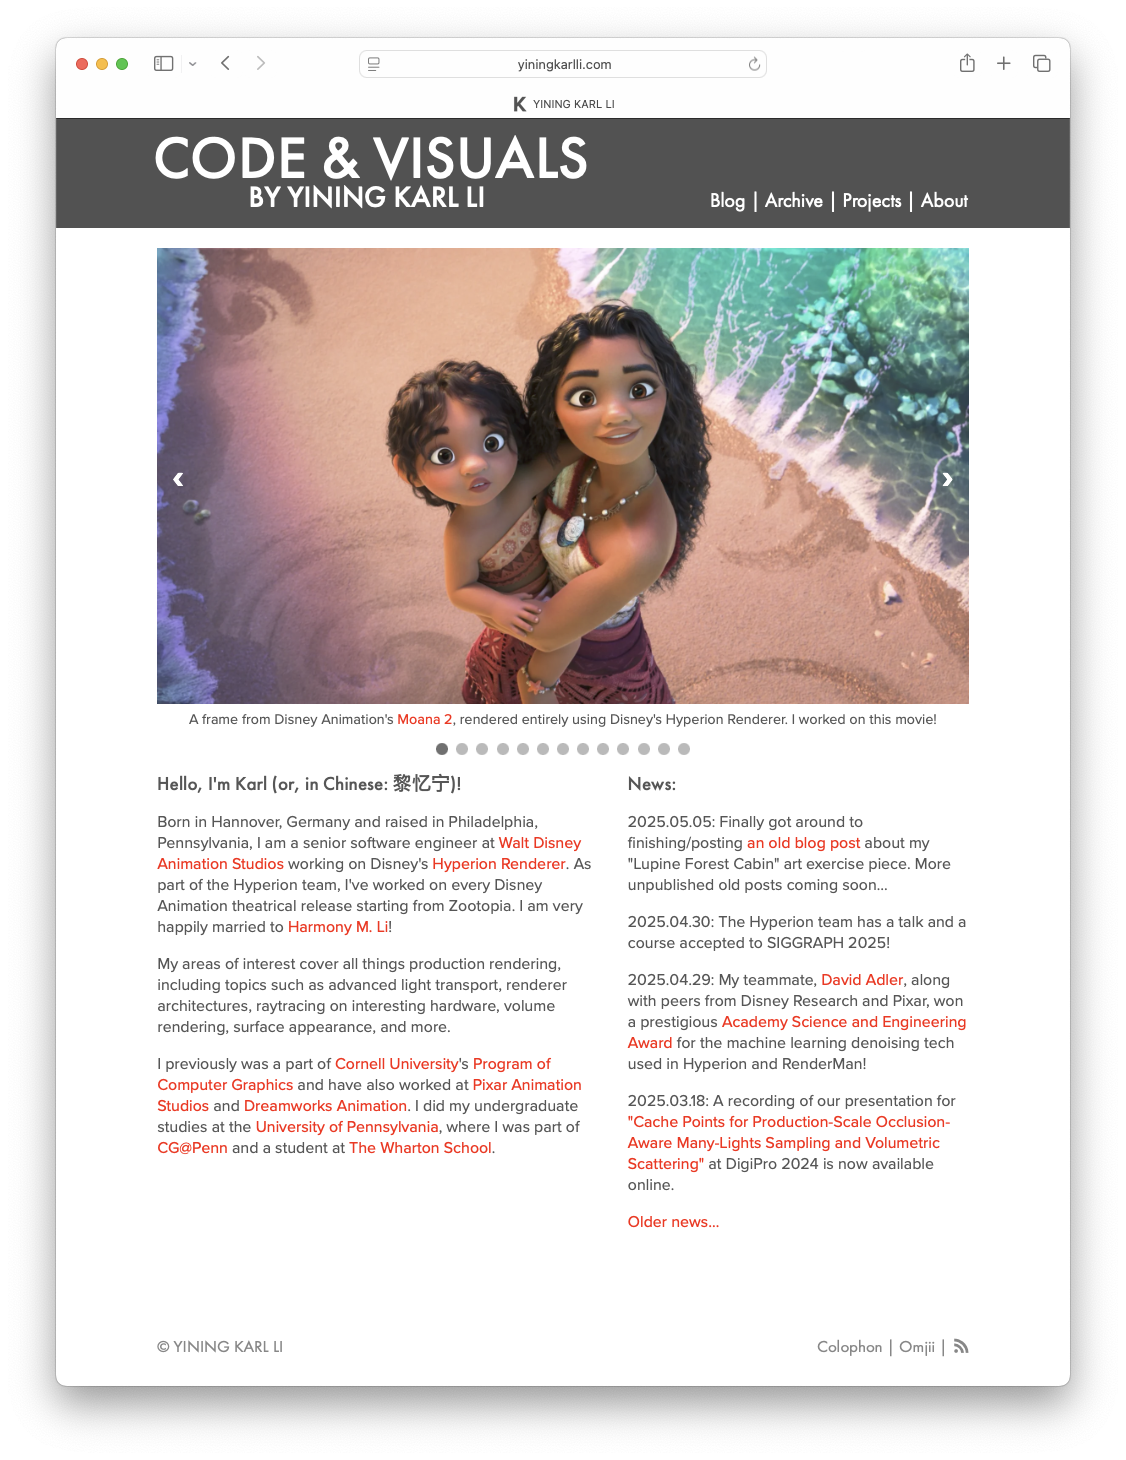 yiningkarlli.com
K YINING KARL LI
CODE & VISUALS
BY YINING KARL LI
Blog | Archive | Projects | About
‹ ›
A frame from Disney Animation's Moana 2, rendered entirely using Disney's Hyperion Renderer. I worked on this movie!
Hello, I'm Karl (or, in Chinese: 黎忆宁)!
Born in Hannover, Germany and raised in Philadelphia,
Pennsylvania, I am a senior software engineer at Walt Disney
Animation Studios working on Disney's Hyperion Renderer. As
part of the Hyperion team, I've worked on every Disney
Animation theatrical release starting from Zootopia. I am very
happily married to Harmony M. Li!
My areas of interest cover all things production rendering,
including topics such as advanced light transport, renderer
architectures, raytracing on interesting hardware, volume
rendering, surface appearance, and more.
I previously was a part of Cornell University's Program of
Computer Graphics and have also worked at Pixar Animation
Studios and Dreamworks Animation. I did my undergraduate
studies at the University of Pennsylvania, where I was part of
CG@Penn and a student at The Wharton School.
News:
2025.05.05: Finally got around to
finishing/posting an old blog post about my
"Lupine Forest Cabin" art exercise piece. More
unpublished old posts coming soon...
2025.04.30: The Hyperion team has a talk and a
course accepted to SIGGRAPH 2025!
2025.04.29: My teammate, David Adler, along
with peers from Disney Research and Pixar, won
a prestigious Academy Science and Engineering
Award for the machine learning denoising tech
used in Hyperion and RenderMan!
2025.03.18: A recording of our presentation for
"Cache Points for Production-Scale Occlusion-
Aware Many-Lights Sampling and Volumetric
Scattering" at DigiPro 2024 is now available
online.
Older news...
© YINING KARL LI
Colophon | Omjii |